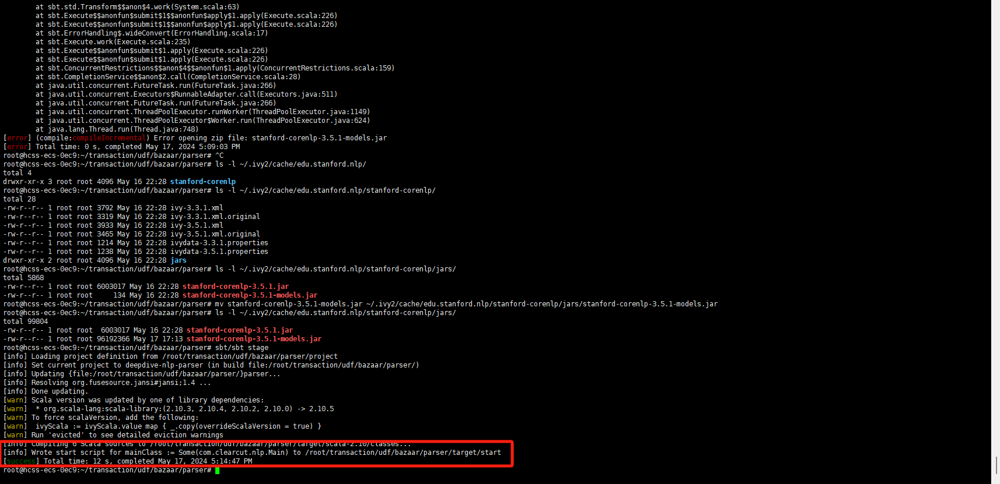 at sbt.std.Transform$$anon$4.work(System.scala:63)
at sbt.Execute$$anonfun$submit$1$$anonfun$apply$1.apply(Execute.scala:226)
at sbt.Execute$$anonfun$submit$1$$anonfun$apply$1.apply(Execute.scala:226)
at sbt.ErrorHandling$.wideConvert(ErrorHandling.scala:17)
at sbt.Execute.work(Execute.scala:235)
at sbt.Execute$$anonfun$submit$1.apply(Execute.scala:226)
at sbt.Execute$$anonfun$submit$1.apply(Execute.scala:226)
at sbt.ConcurrentRestrictions$$anon$4$$anonfun$1.apply(ConcurrentRestrictions.scala:159)
at sbt.CompletionService$$anon$2.call(CompletionService.scala:28)
at java.util.concurrent.FutureTask.run(FutureTask.java:266)
at java.util.concurrent.Executors$RunnableAdapter.call(Executors.java:511)
at java.util.concurrent.FutureTask.run(FutureTask.java:266)
at java.util.concurrent.ThreadPoolExecutor.runWorker(ThreadPoolExecutor.java:1149)
at java.util.concurrent.ThreadPoolExecutor$Worker.run(ThreadPoolExecutor.java:624)
at java.lang.Thread.run(Thread.java:748)
[error] (compile:compileIncremental) Error opening zip file: stanford-corenlp-3.5.1-models.jar
[error] Total time: 0 s, completed May 17, 2024 5:09:03 PM
root@hcss-ecs-0ec9:~/transaction/udf/bazaar/parser# ^C
root@hcss-ecs-0ec9:~/transaction/udf/bazaar/parser# ls -l ~/.ivy2/cache/edu.stanford.nlp/
total 4
drwxr-xr-x 3 root root 4096 May 16 22:28 stanford-corenlp
root@hcss-ecs-0ec9:~/transaction/udf/bazaar/parser# ls -l ~/.ivy2/cache/edu.stanford.nlp/stanford-corenlp/
total 28
-rw-r--r-- 1 root root 3792 May 16 22:28 ivy-3.3.1.xml
-rw-r--r-- 1 root root 3319 May 16 22:28 ivy-3.3.1.xml.original
-rw-r--r-- 1 root root 3933 May 16 22:28 ivy-3.5.1.xml
-rw-r--r-- 1 root root 3465 May 16 22:28 ivy-3.5.1.xml.original
-rw-r--r-- 1 root root 1214 May 16 22:28 ivydata-3.3.1.properties
-rw-r--r-- 1 root root 1238 May 16 22:28 ivydata-3.5.1.properties
drwxr-xr-x 2 root root 4096 May 16 22:28 jars
root@hcss-ecs-0ec9:~/transaction/udf/bazaar/parser# ls -l ~/.ivy2/cache/edu.stanford.nlp/stanford-corenlp/jars/
total 5868
-rw-r--r-- 1 root root 6003017 May 16 22:28 stanford-corenlp-3.5.1.jar
-rw-r--r-- 1 root root     134 May 16 22:28 stanford-corenlp-3.5.1-models.jar
root@hcss-ecs-0ec9:~/transaction/udf/bazaar/parser# mv stanford-corenlp-3.5.1-models.jar ~/.ivy2/cache/edu.stanford.nlp/stanford-corenlp/jars/stanford-corenlp-3.5.1-models.jar
root@hcss-ecs-0ec9:~/transaction/udf/bazaar/parser# ls -l ~/.ivy2/cache/edu.stanford.nlp/stanford-corenlp/jars/
total 99804
-rw-r--r-- 1 root root  6003017 May 16 22:28 stanford-corenlp-3.5.1.jar
-rw-r--r-- 1 root root 96192366 May 17 17:13 stanford-corenlp-3.5.1-models.jar
root@hcss-ecs-0ec9:~/transaction/udf/bazaar/parser# sbt/sbt stage
[info] Loading project definition from /root/transaction/udf/bazaar/parser/project
[info] Set current project to deepdive-nlp-parser (in build file:/root/transaction/udf/bazaar/parser/)
[info] Updating {file:/root/transaction/udf/bazaar/parser/}parser...
[info] Resolving org.fusesource.jansi#jansi;1.4 ...
[info] Done updating.
[warn] Scala version was updated by one of library dependencies:
[warn]  * org.scala-lang:scala-library:(2.10.3, 2.10.4, 2.10.2, 2.10.0) -> 2.10.5
[warn] To force scalaVersion, add the following:
[warn]  ivyScala := ivyScala.value map { _.copy(overrideScalaVersion = true) }
[warn] Run 'evicted' to see detailed eviction warnings
[info] Compiling 6 Scala sources to /root/transaction/udf/bazaar/parser/target/scala-2.10/classes...
[info] Wrote start script for mainClass := Some(com.clearcut.nlp.Main) to /root/transaction/udf/bazaar/parser/target/start
[success] Total time: 12 s, completed May 17, 2024 5:14:47 PM
root@hcss-ecs-0ec9:~/transaction/udf/bazaar/parser#